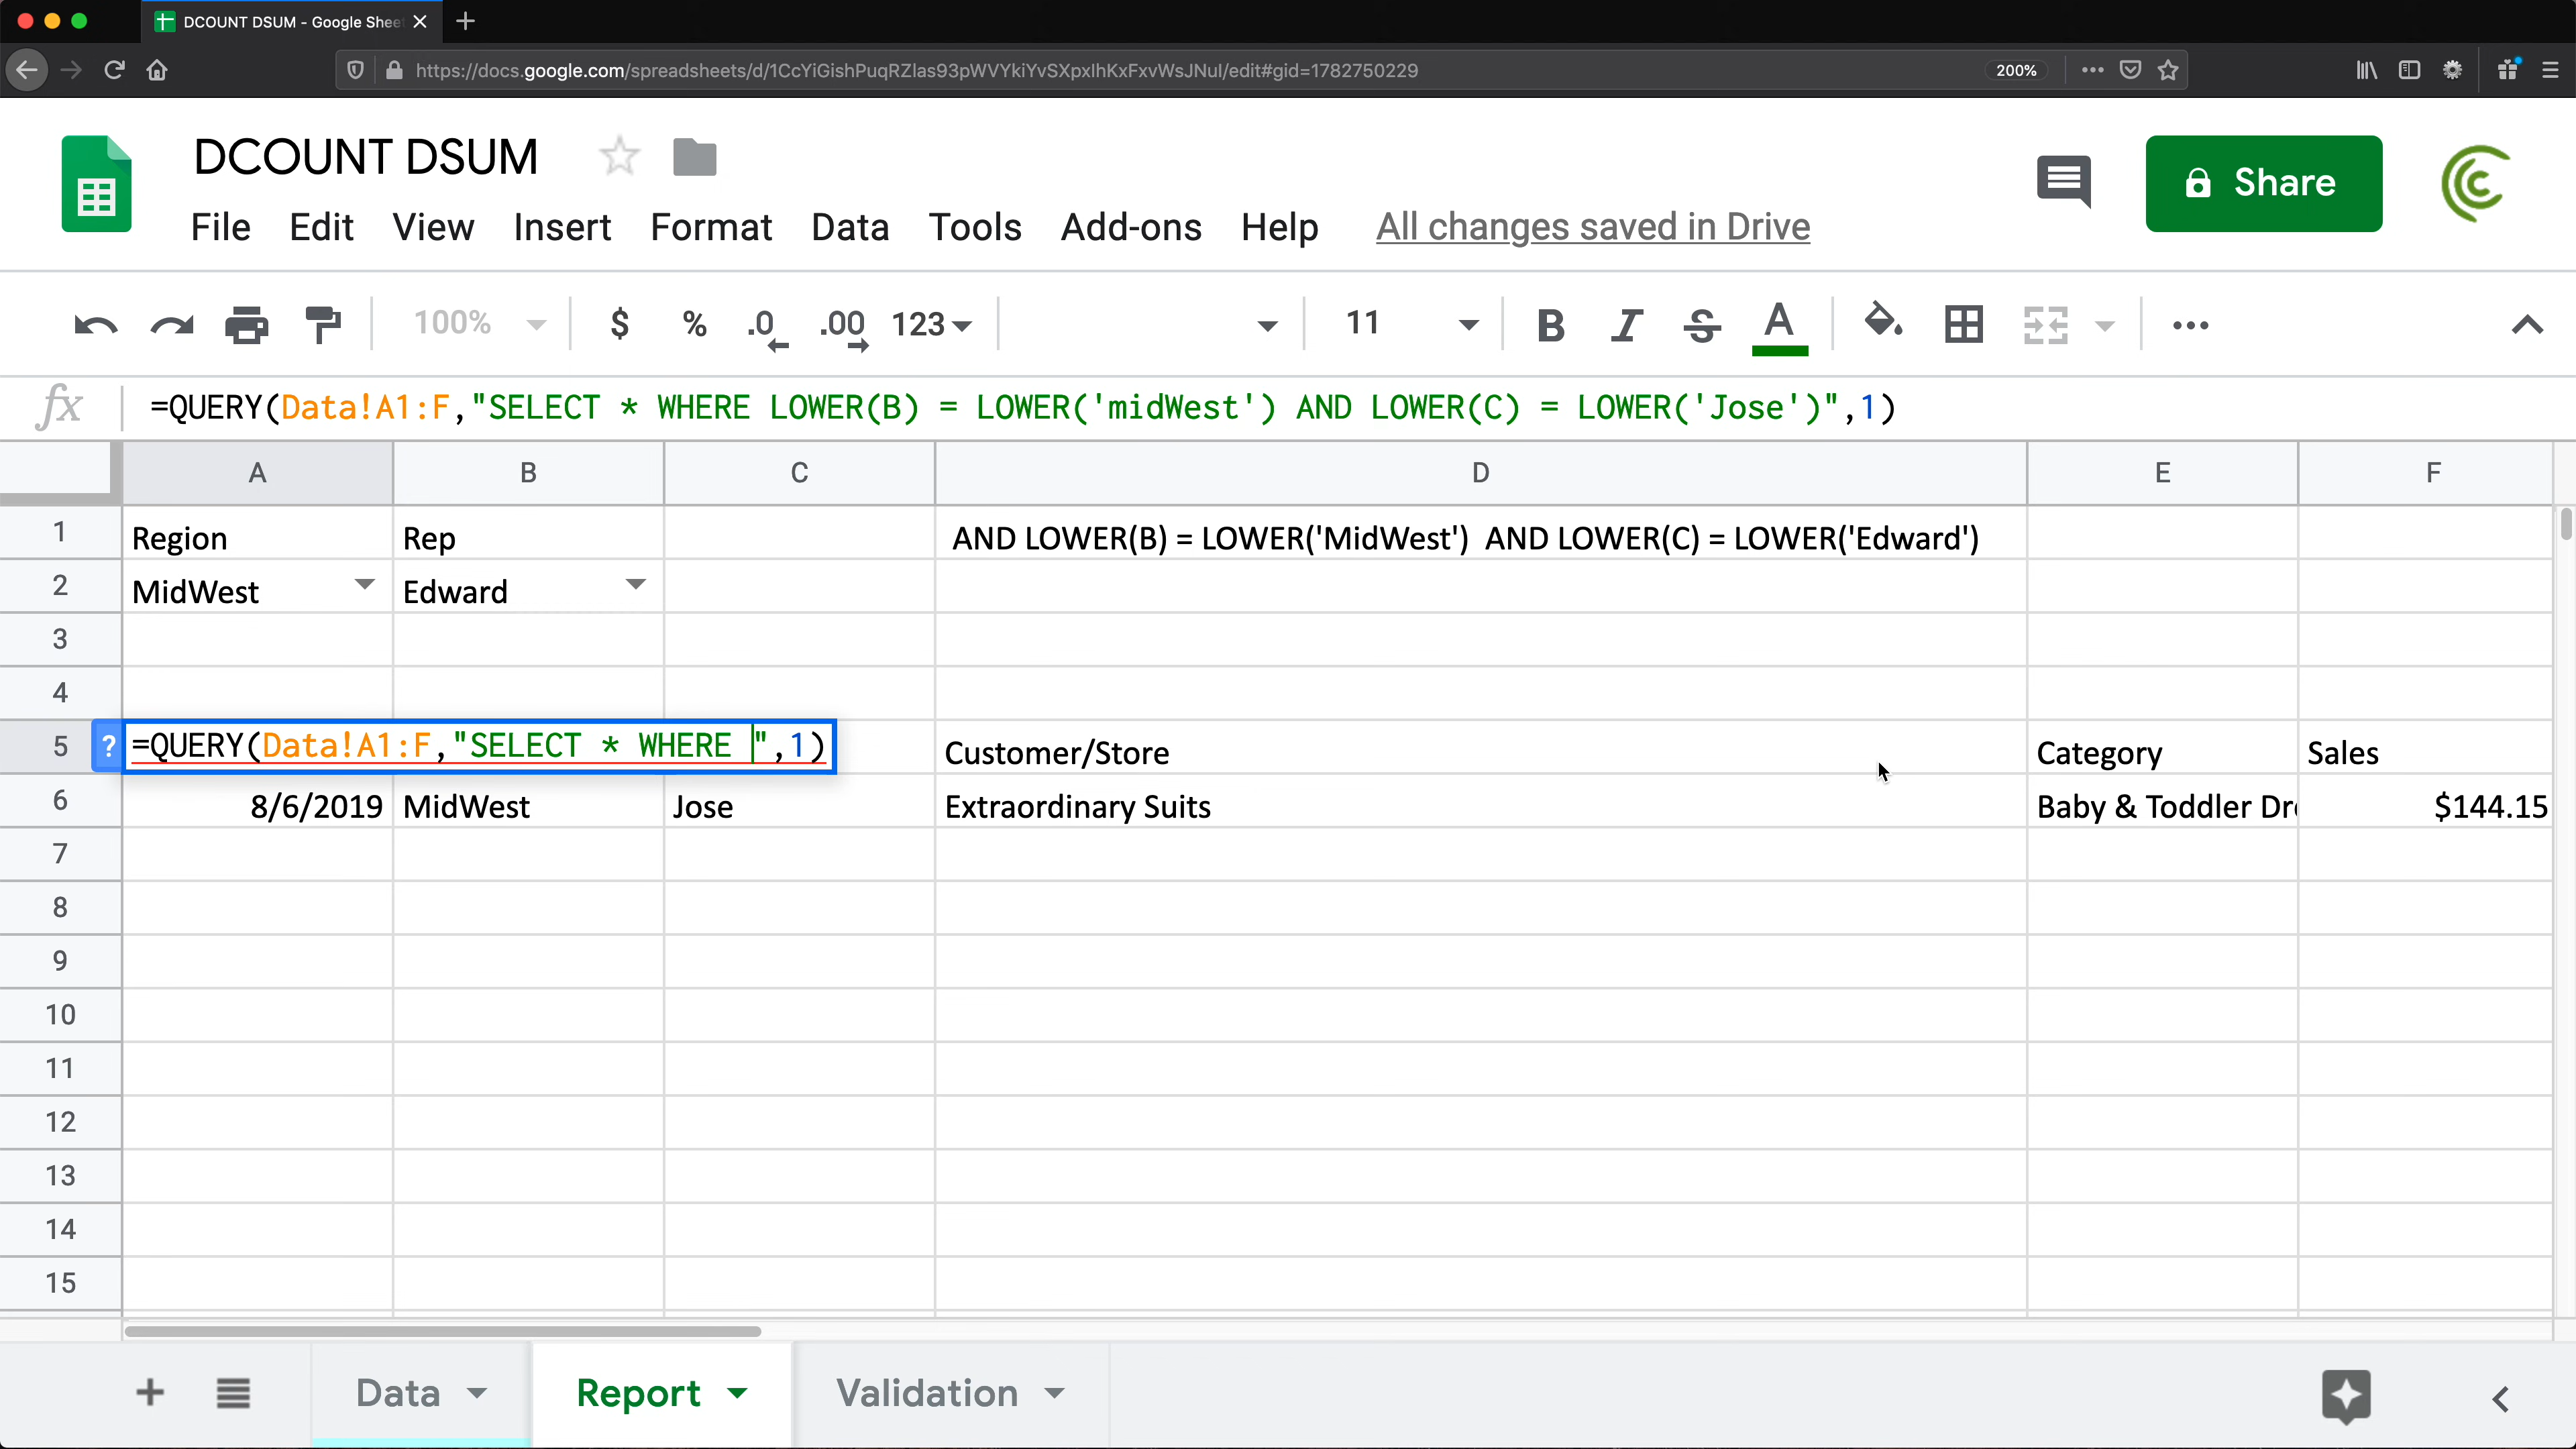 DCOUNT DSUM - Google Shee
https://docs.google.com/spreadsheets/d/1CcYiGishPuqRZlas93pWVYkiYvSXpxIhKxFxvWsJNuI/edit#gid=1782750229
200%
DCOUNT DSUM
File Edit View Insert Format Data Tools Add-ons Help All changes saved in Drive
Share
100% $ % .0 .00 123 11 B I S A
fx =QUERY(Data!A1:F,"SELECT * WHERE LOWER(B) = LOWER('midWest') AND LOWER(C) = LOWER('Jose')",1)
A B C D E F
1 Region Rep AND LOWER(B) = LOWER('MidWest') AND LOWER(C) = LOWER('Edward')
2 MidWest Edward
3
4
5 ? =QUERY(Data!A1:F,"SELECT * WHERE ",1) Customer/Store Category Sales
6 8/6/2019 MidWest Jose Extraordinary Suits Baby & Toddler Dr $144.15
7
8
9
10
11
12
13
14
15
Data Report Validation